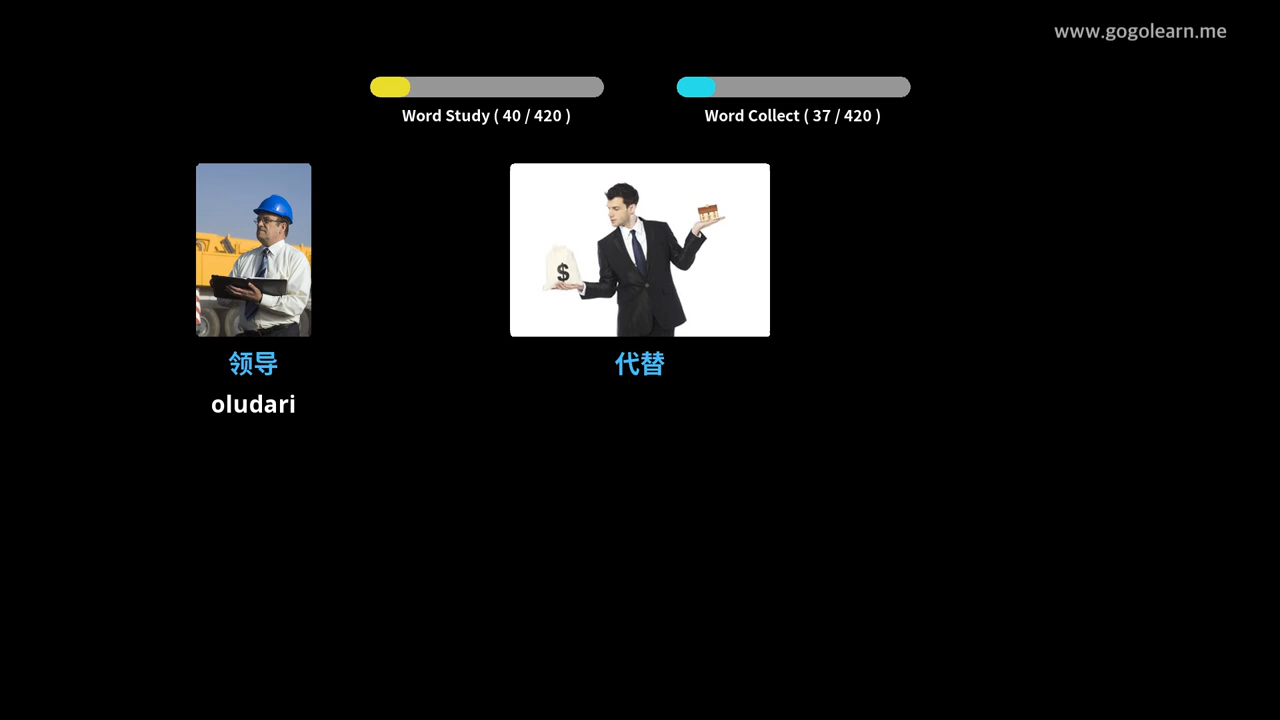 www.gogolearn.me
Word Study ( 40 / 420 )
Word Collect ( 37 / 420 )
领导
oludari
代替
$